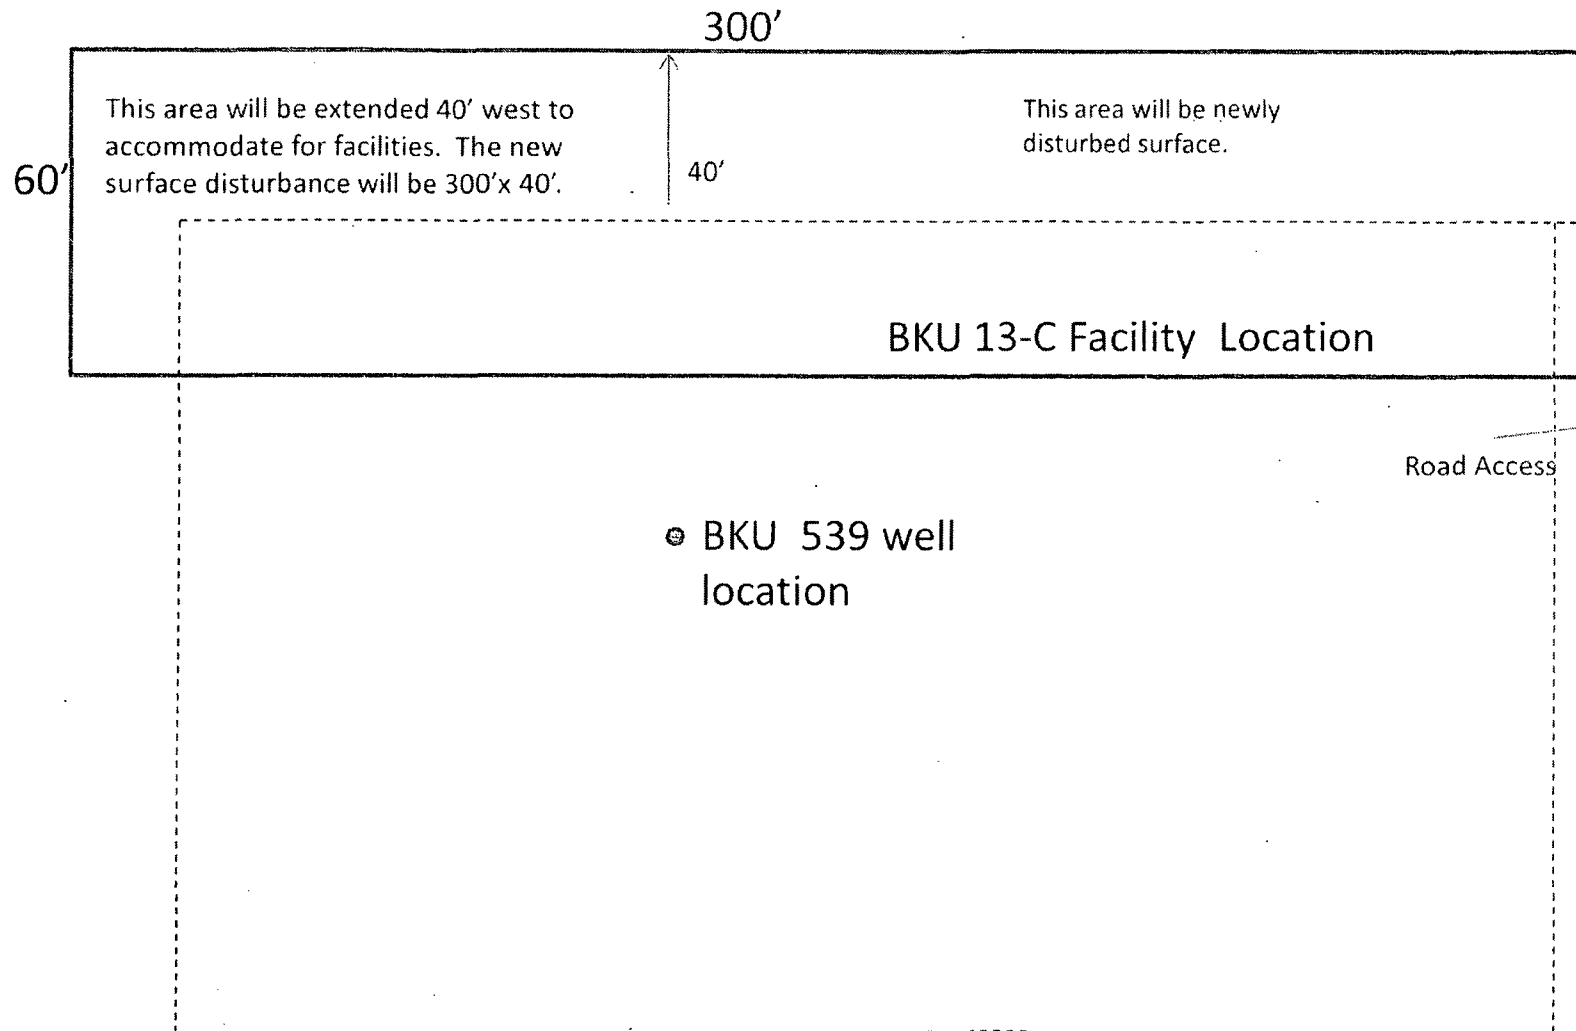 300'
This area will be extended 40' west to
accommodate for facilities. The new
surface disturbance will be 300'x 40'.
This area will be newly
disturbed surface.
60'
40'
BKU 13-C Facility Location
Road Access
BKU 539 well
location